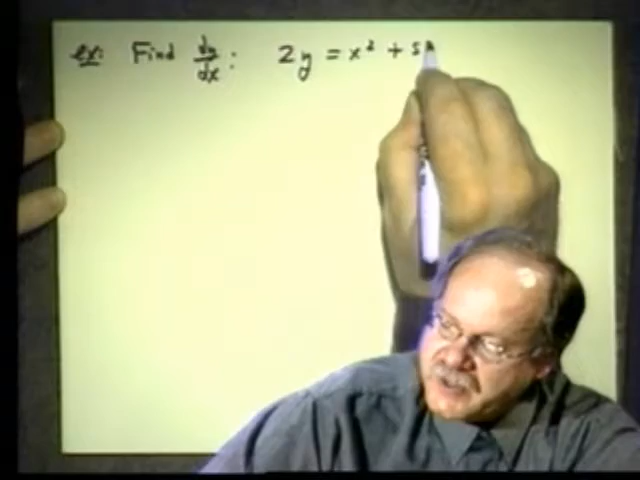 ex: Find dy/dx: 2y = x² + s